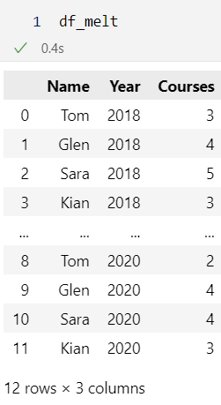 1 df_melt
0.4s
Name Year Courses
0 Tom 2018 3
1 Glen 2018 4
2 Sara 2018 5
3 Kian 2018 3
... ... ... ...
8 Tom 2020 2
9 Glen 2020 4
10 Sara 2020 4
11 Kian 2020 3
12 rows × 3 columns